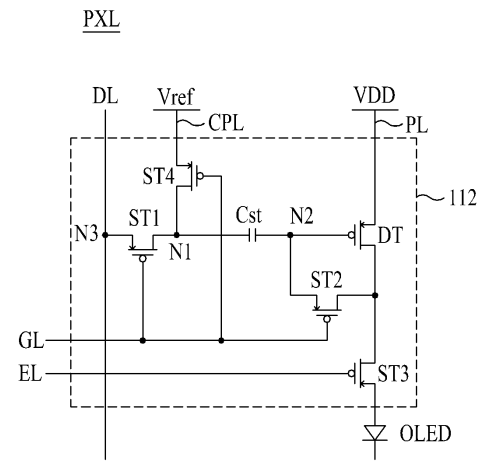 PXL
DL Vref VDD
CPL PL
ST4
112
ST1 Cst N2
N3 N1 DT
ST2
GL
EL ST3
OLED